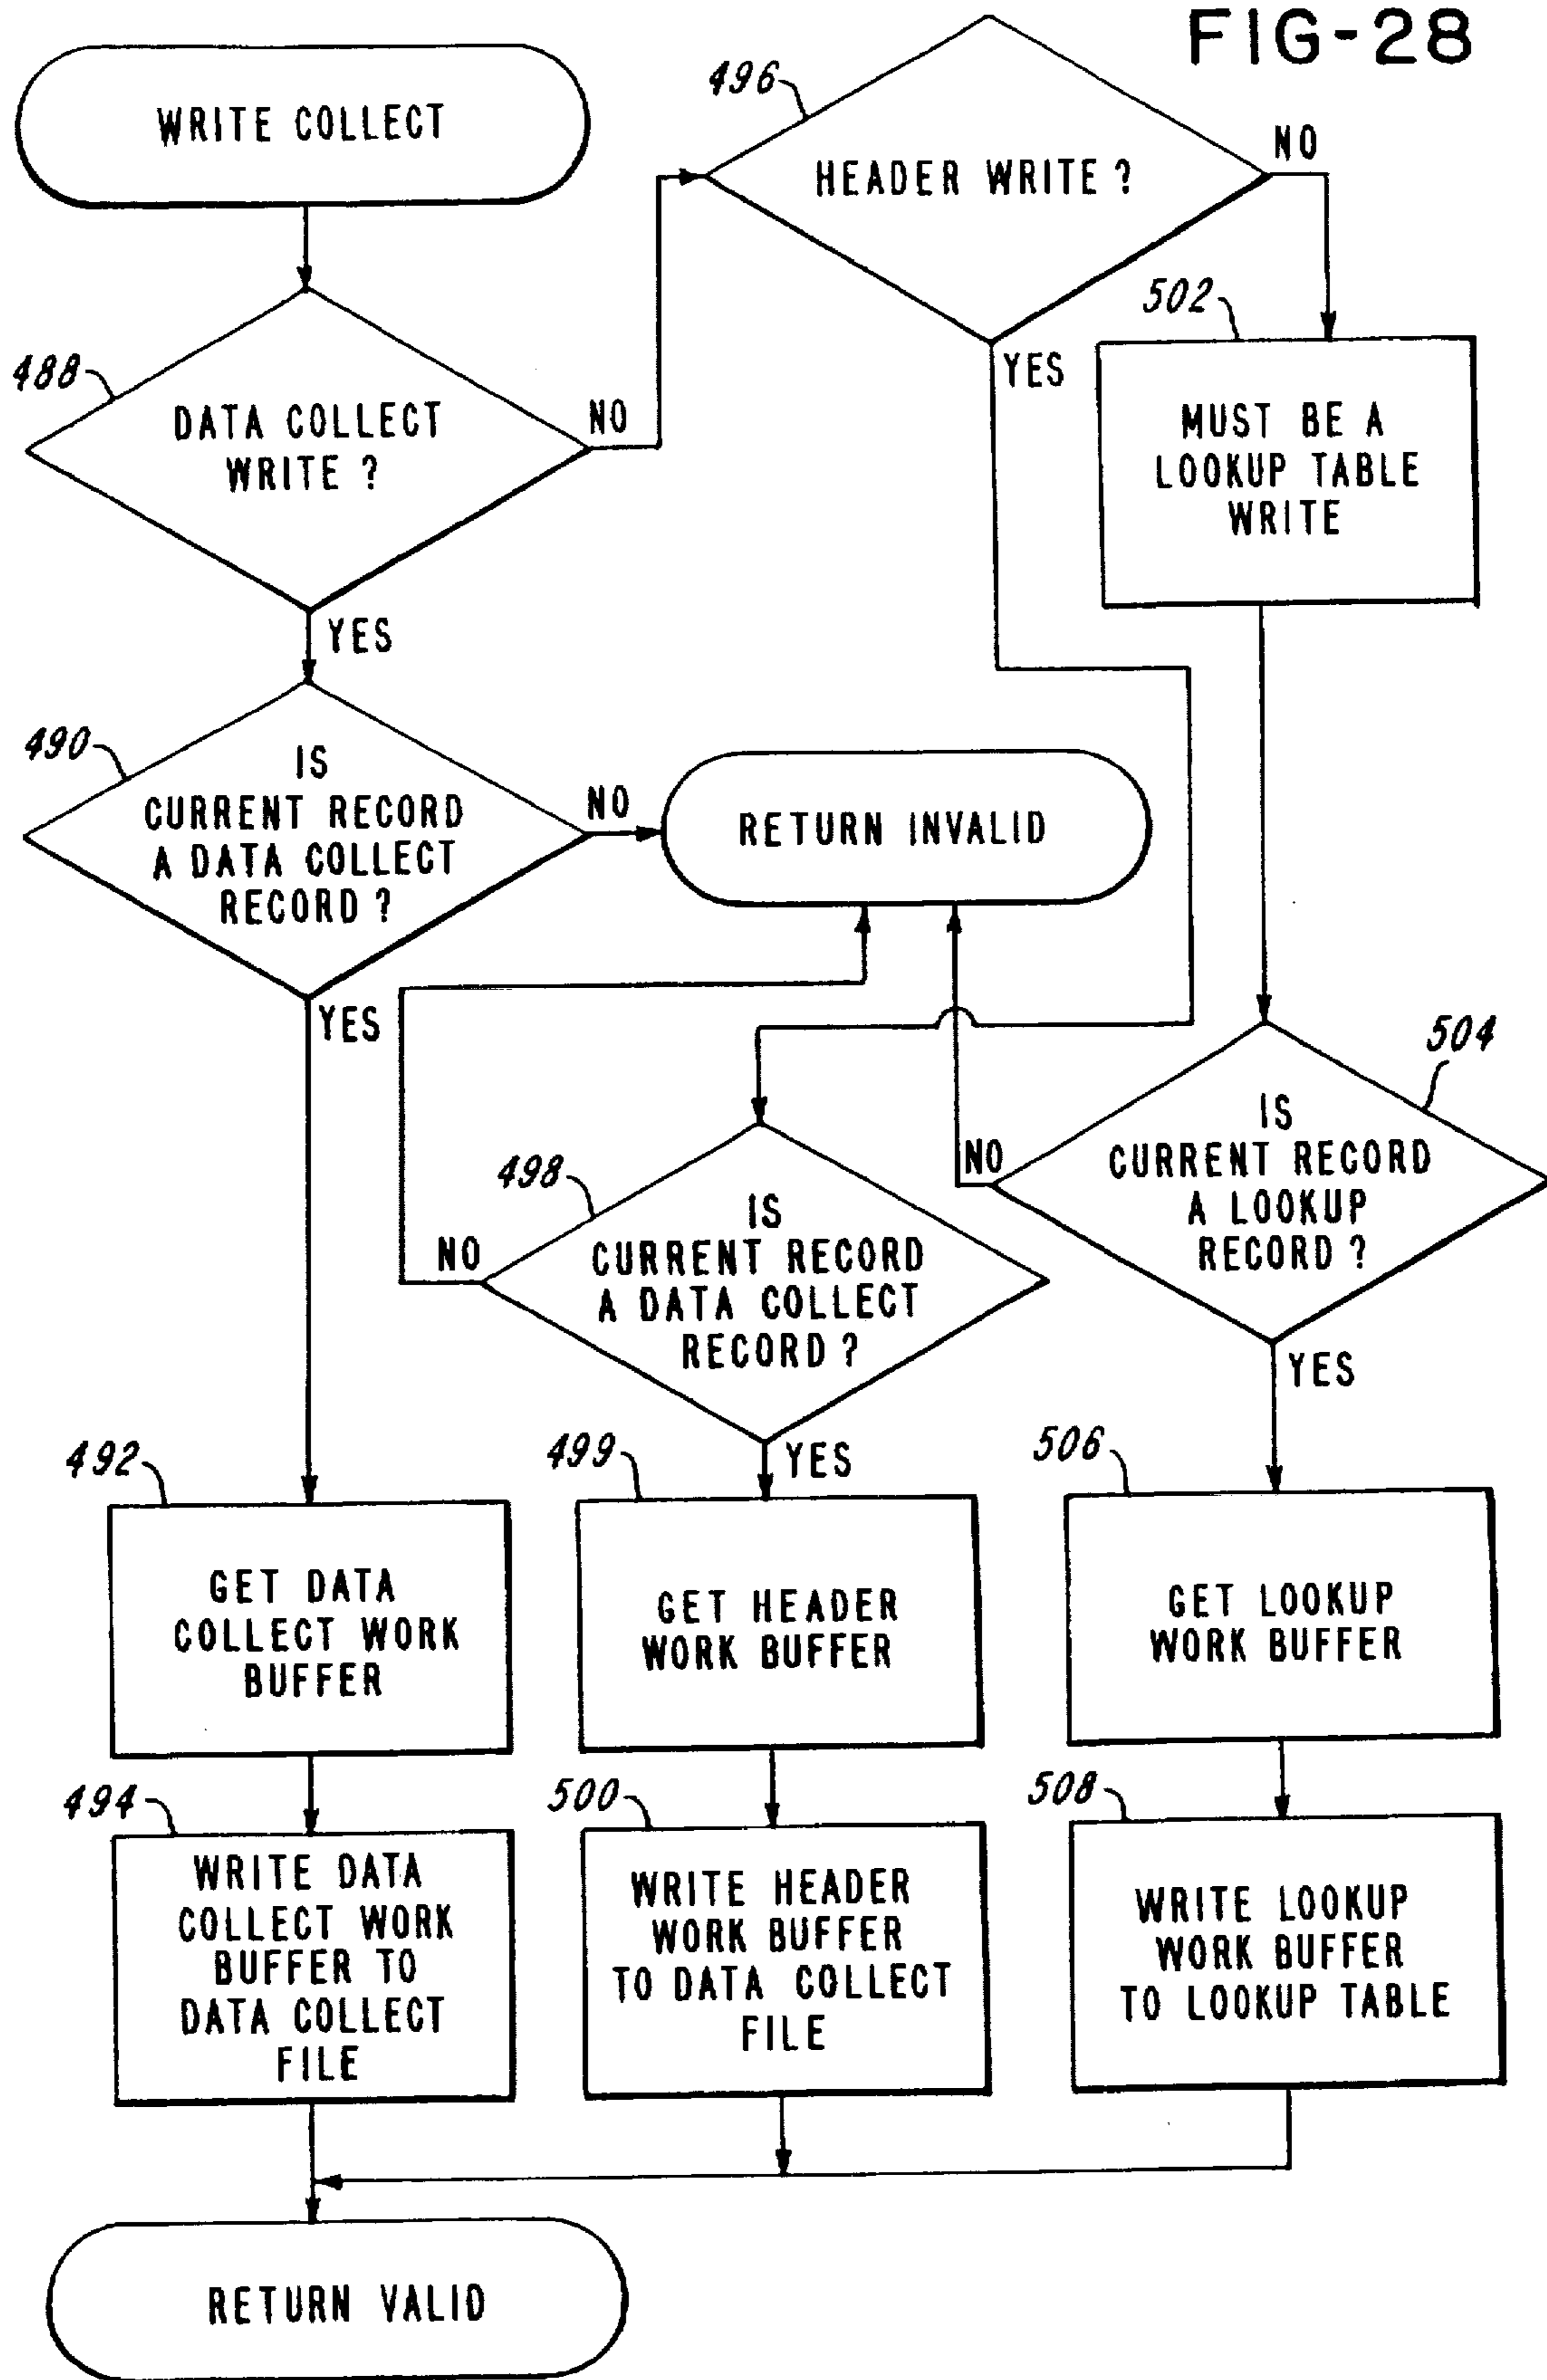 FIG-28
WRITE COLLECT
496
HEADER WRITE ?
NO
YES
488
DATA COLLECT
WRITE ?
NO
YES
502
MUST BE A
LOOKUP TABLE
WRITE
490
IS
CURRENT RECORD
A DATA COLLECT
RECORD ?
NO
YES
RETURN INVALID
498
IS
CURRENT RECORD
A DATA COLLECT
RECORD ?
NO
YES
504
IS
CURRENT RECORD
A LOOKUP
RECORD ?
NO
YES
492
GET DATA
COLLECT WORK
BUFFER
499
GET HEADER
WORK BUFFER
506
GET LOOKUP
WORK BUFFER
494
WRITE DATA
COLLECT WORK
BUFFER TO
DATA COLLECT
FILE
500
WRITE HEADER
WORK BUFFER
TO DATA COLLECT
FILE
508
WRITE LOOKUP
WORK BUFFER
TO LOOKUP TABLE
RETURN VALID